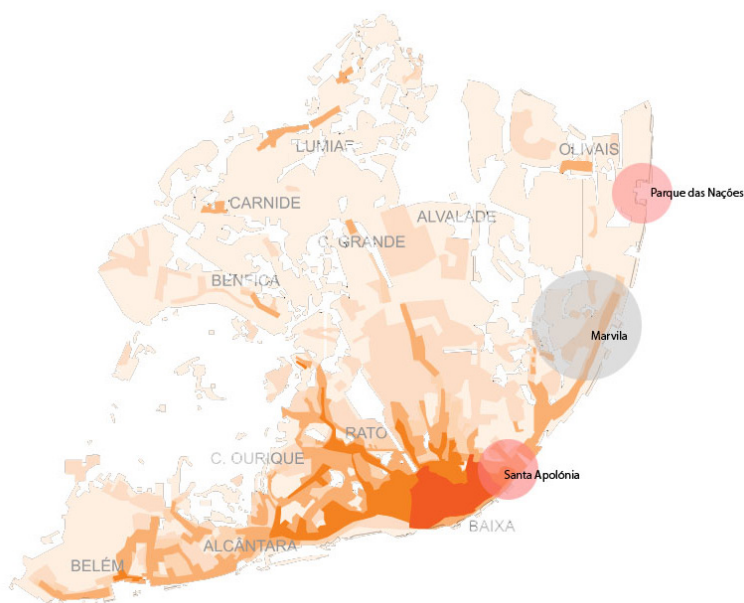 LUMIAR
OLIVAIS
Parque das Nações
CARNIDE
ALVALADE
C. GRANDE
BENFICA
Marvila
RATO
C. OURIQUE
Santa Apolónia
BAIXA
ALCÂNTARA
BELÉM